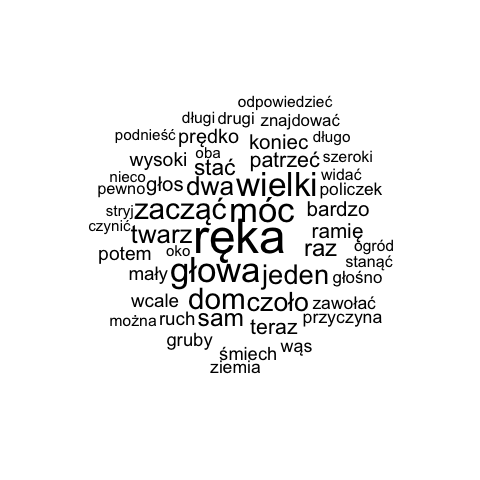 odpowiedzieć
długi drugi znajdować
podnieść prędko koniec długo
wysoki oba stać patrzeć szeroki
nieco widać
pewno głos dwa wielki policzek
stryj zacząć móc bardzo
czynić twarz ręka ramię
potem oko raz ogród
stanąć
mały głowa jeden głośno
wcale dom czoło zawołać
można ruch sam teraz przyczyna
gruby śmiech wąs
ziemia